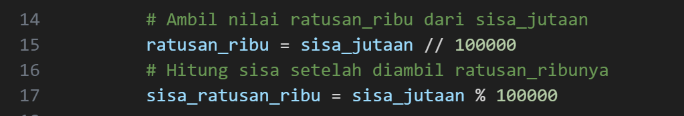 14 # Ambil nilai ratusan_ribu dari sisa_jutaan
15 ratusan_ribu = sisa_jutaan // 100000
16 # Hitung sisa setelah diambil ratusan_ribunya
17 sisa_ratusan_ribu = sisa_jutaan % 100000